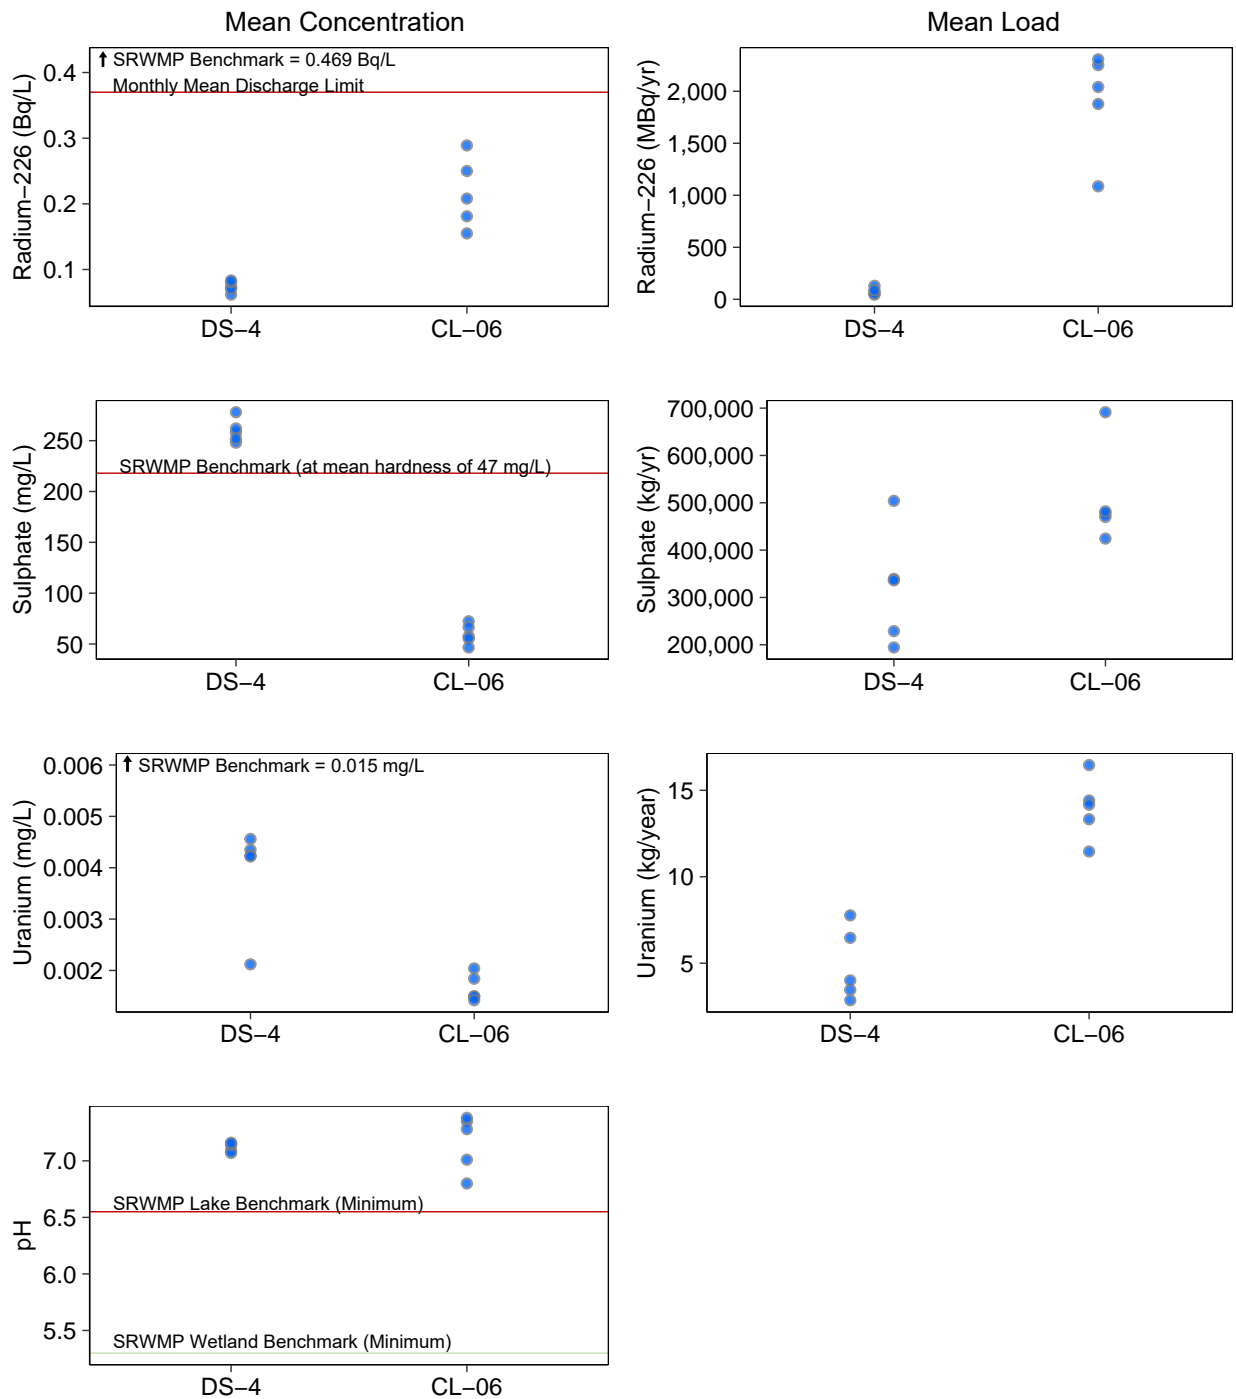 Mean Concentration
Mean Load
Radium−226 (Bq/L)
0.4
0.3
0.2
0.1
SRWMP Benchmark = 0.469 Bq/L
Monthly Mean Discharge Limit
DS−4
CL−06
Radium−226 (MBq/yr)
2,000
1,500
1,000
500
0
DS−4
CL−06
Sulphate (mg/L)
250
200
150
100
50
SRWMP Benchmark (at mean hardness of 47 mg/L)
DS−4
CL−06
Sulphate (kg/yr)
700,000
600,000
500,000
400,000
300,000
200,000
DS−4
CL−06
Uranium (mg/L)
0.006
0.005
0.004
0.003
0.002
SRWMP Benchmark = 0.015 mg/L
DS−4
CL−06
Uranium (kg/year)
15
10
5
DS−4
CL−06
pH
7.0
6.5
6.0
5.5
SRWMP Lake Benchmark (Minimum)
SRWMP Wetland Benchmark (Minimum)
DS−4
CL−06